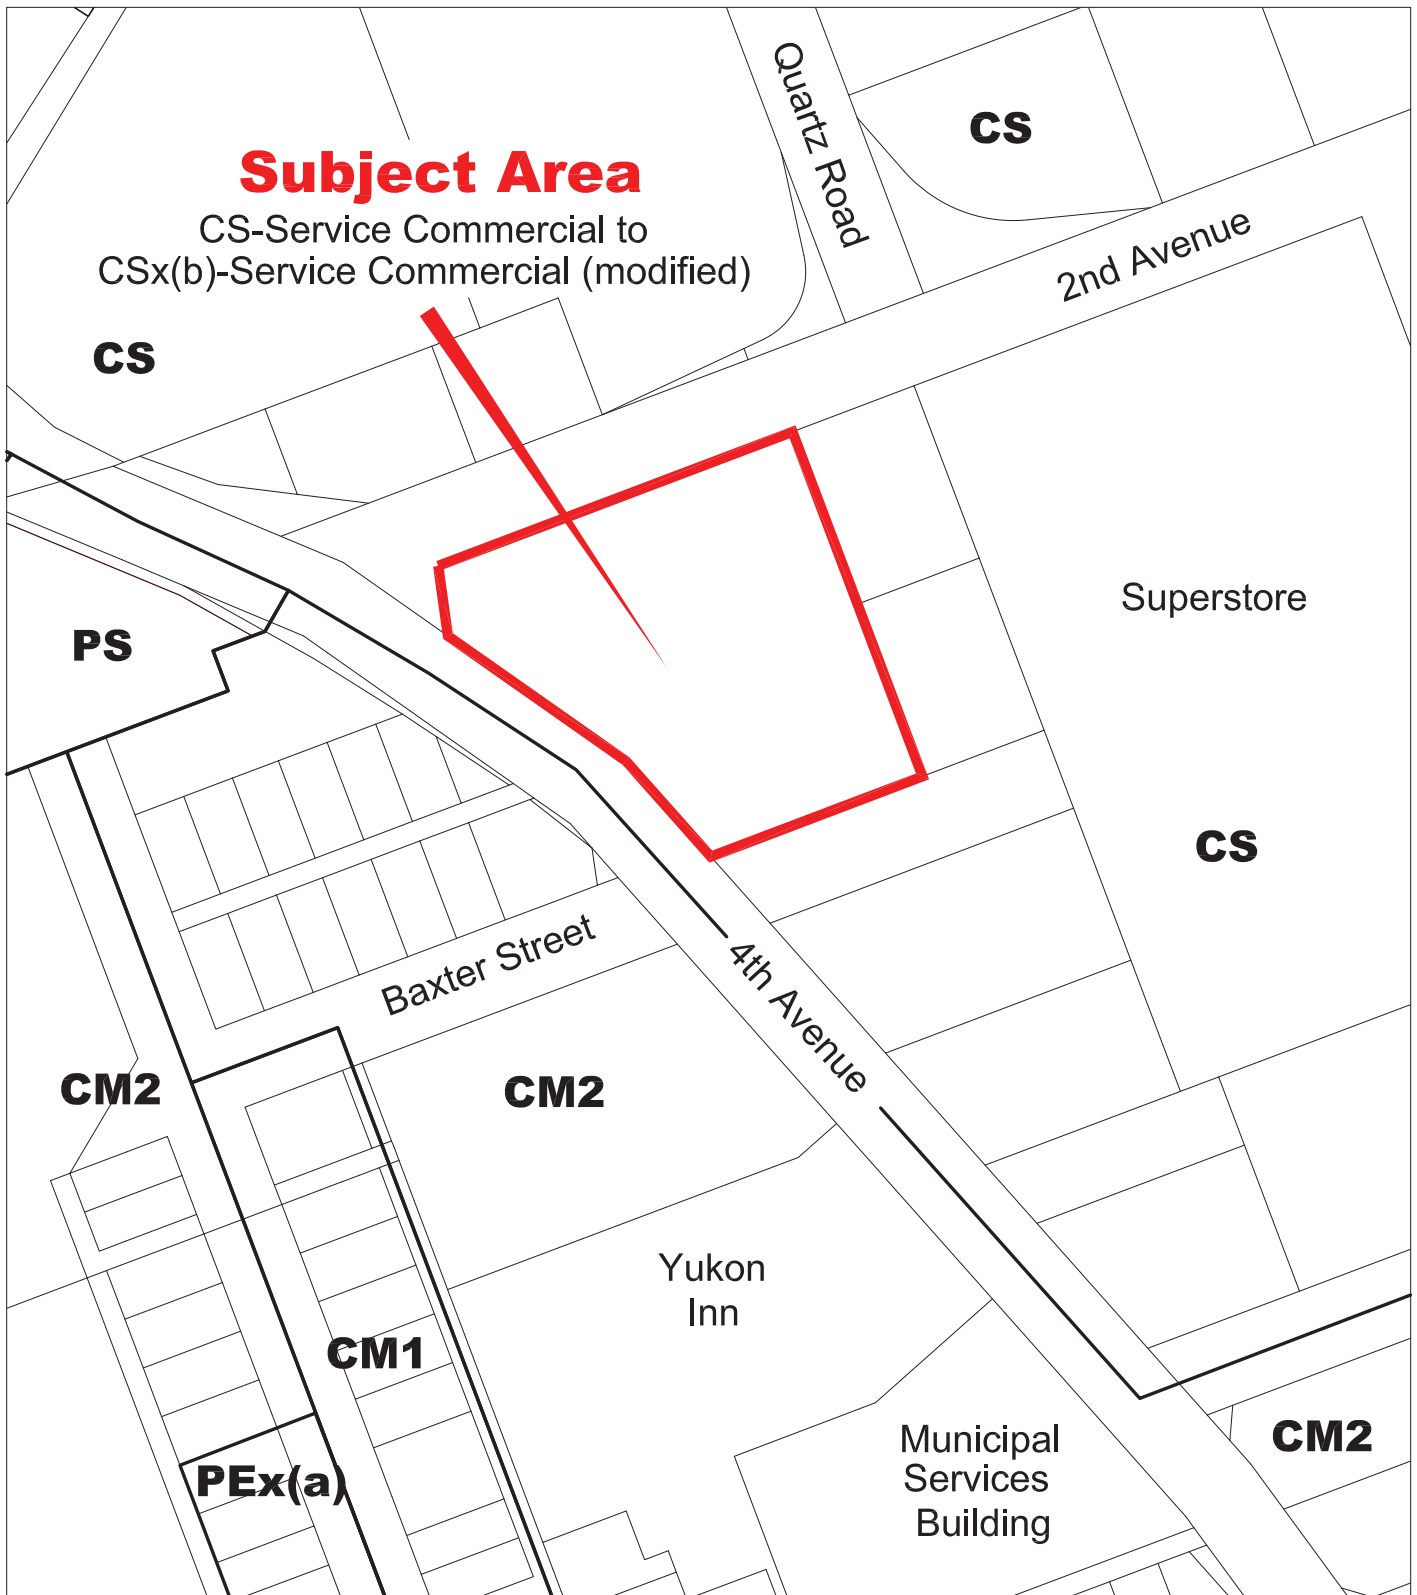 Quartz Road
CS
Subject Area
CS-Service Commercial to
CSx(b)-Service Commercial (modified)
2nd Avenue
CS
Superstore
PS
CS
Baxter Street
4th Avenue
CM2
CM2
Yukon
Inn
CM1
Municipal
Services
Building
CM2
PEx(a)